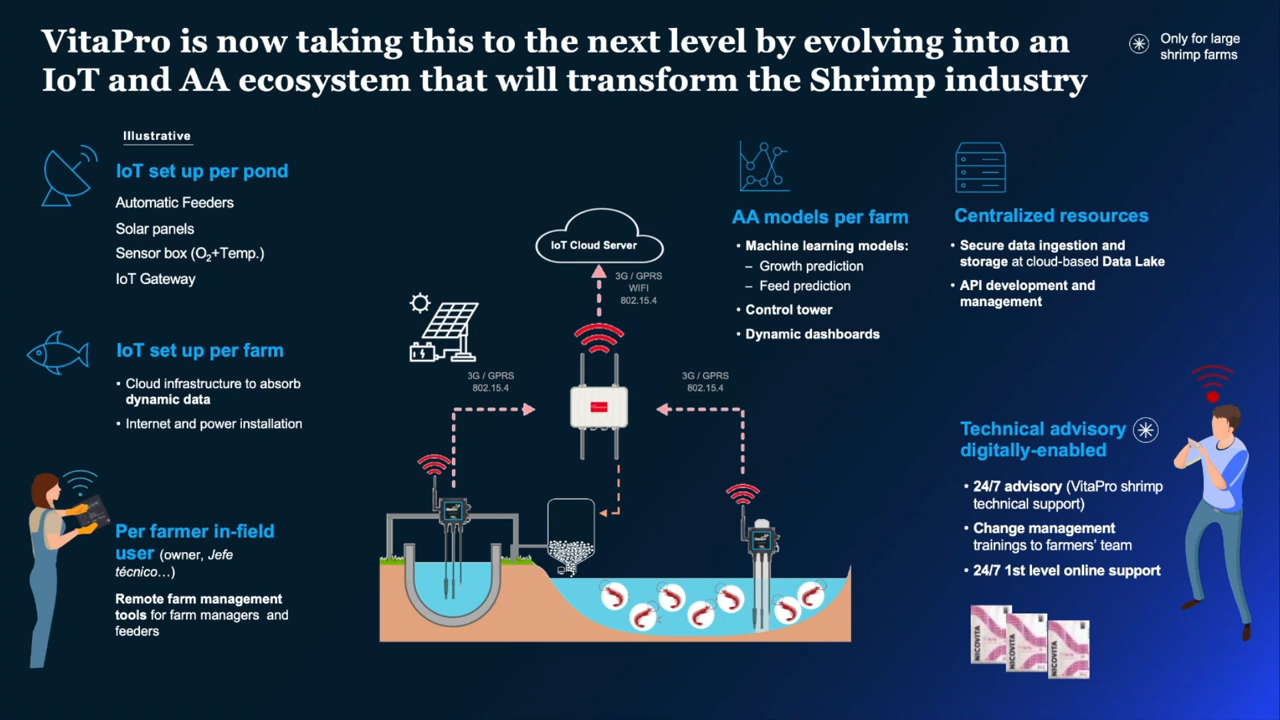 VitaPro is now taking this to the next level by evolving into an
IoT and AA ecosystem that will transform the Shrimp industry
Only for large
shrimp farms
Illustrative
IoT set up per pond
Automatic Feeders
Solar panels
Sensor box (O₂+Temp.)
IoT Gateway
IoT set up per farm
• Cloud infrastructure to absorb
dynamic data
• Internet and power installation
Per farmer in-field
user (owner, Jefe
técnico…)
Remote farm management
tools for farm managers and
feeders
IoT Cloud Server
3G / GPRS
WIFI
802.15.4
3G / GPRS
802.15.4
3G / GPRS
802.15.4
AA models per farm
• Machine learning models:
– Growth prediction
– Feed prediction
• Control tower
• Dynamic dashboards
Centralized resources
• Secure data ingestion and
storage at cloud-based Data Lake
• API development and
management
Technical advisory
digitally-enabled
• 24/7 advisory (VitaPro shrimp
technical support)
• Change management
trainings to farmers' team
• 24/7 1st level online support
NICOVITA
NICOVITA
NICOVITA